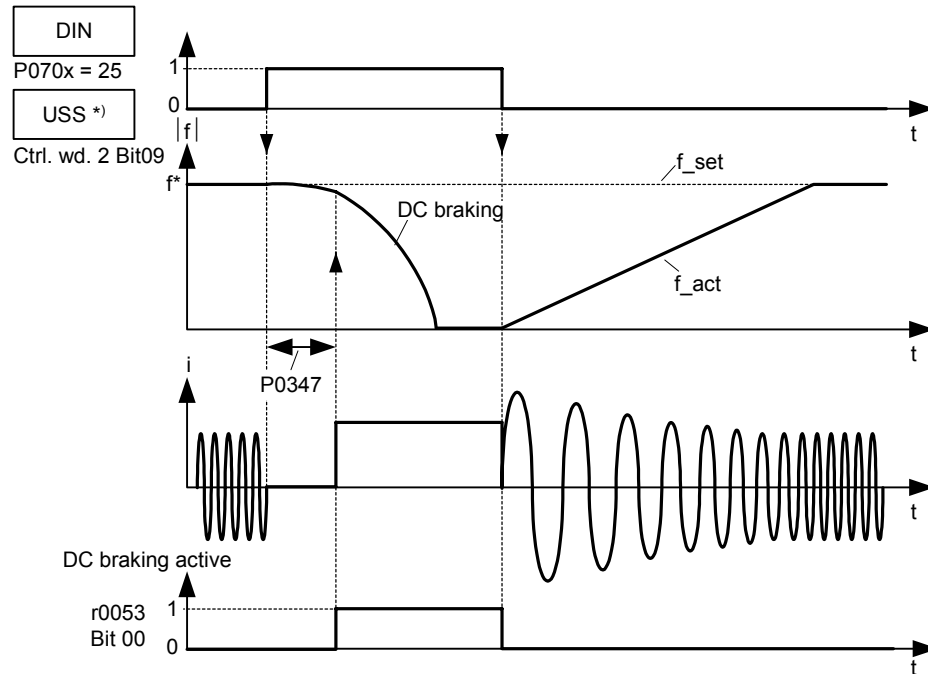 DIN
P070x = 25
1
0
t
USS *)
Ctrl. wd. 2 Bit09
|f|
f*
f_set
DC braking
f_act
t
P0347
i
t
DC braking active
r0053
Bit 00
1
0
t